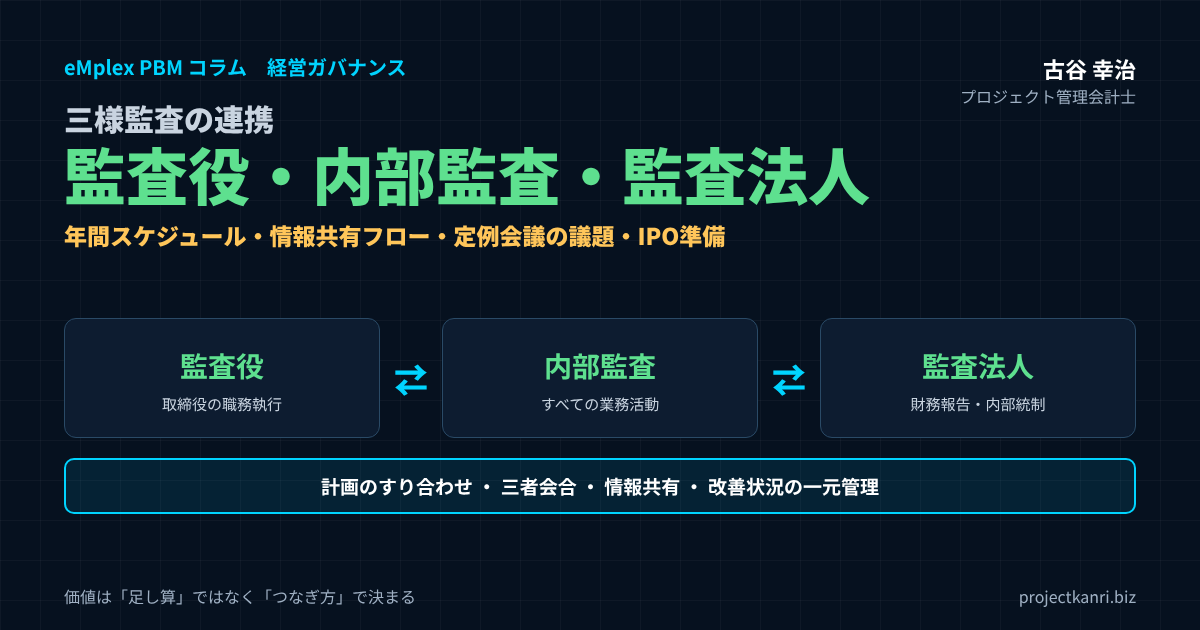 eMplex PBM コラム　経営ガバナンス
古谷 幸治
プロジェクト管理会計士
三様監査の連携
監査役・内部監査・監査法人
年間スケジュール・情報共有フロー・定例会議の議題・IPO準備
監査役
取締役の職務執行
⇄
内部監査
すべての業務活動
⇄
監査法人
財務報告・内部統制
計画のすり合わせ ・ 三者会合 ・ 情報共有 ・ 改善状況の一元管理
価値は「足し算」ではなく「つなぎ方」で決まる
projectkanri.biz